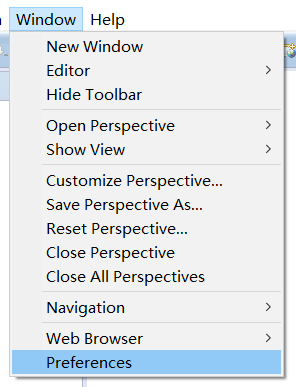 Window Help
New Window
Editor
Hide Toolbar
Open Perspective
Show View
Customize Perspective...
Save Perspective As...
Reset Perspective...
Close Perspective
Close All Perspectives
Navigation
Web Browser
Preferences